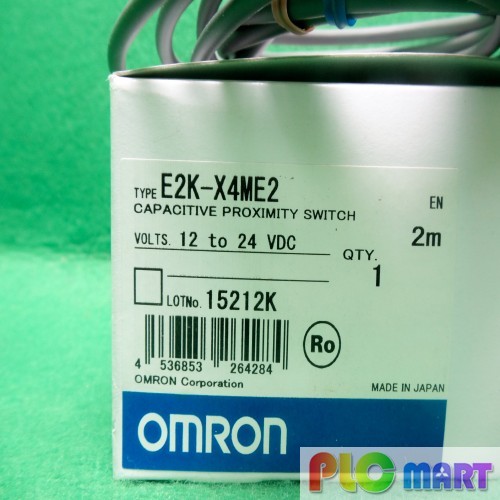 TYPE E2K-X4ME2
CAPACITIVE PROXIMITY SWITCH
EN
VOLTS. 12 to 24 VDC
2m
QTY.
1
LOTNo. 15212K
Ro
4 536853 264284
OMRON Corporation
MADE IN JAPAN
OMRON
PLC MART